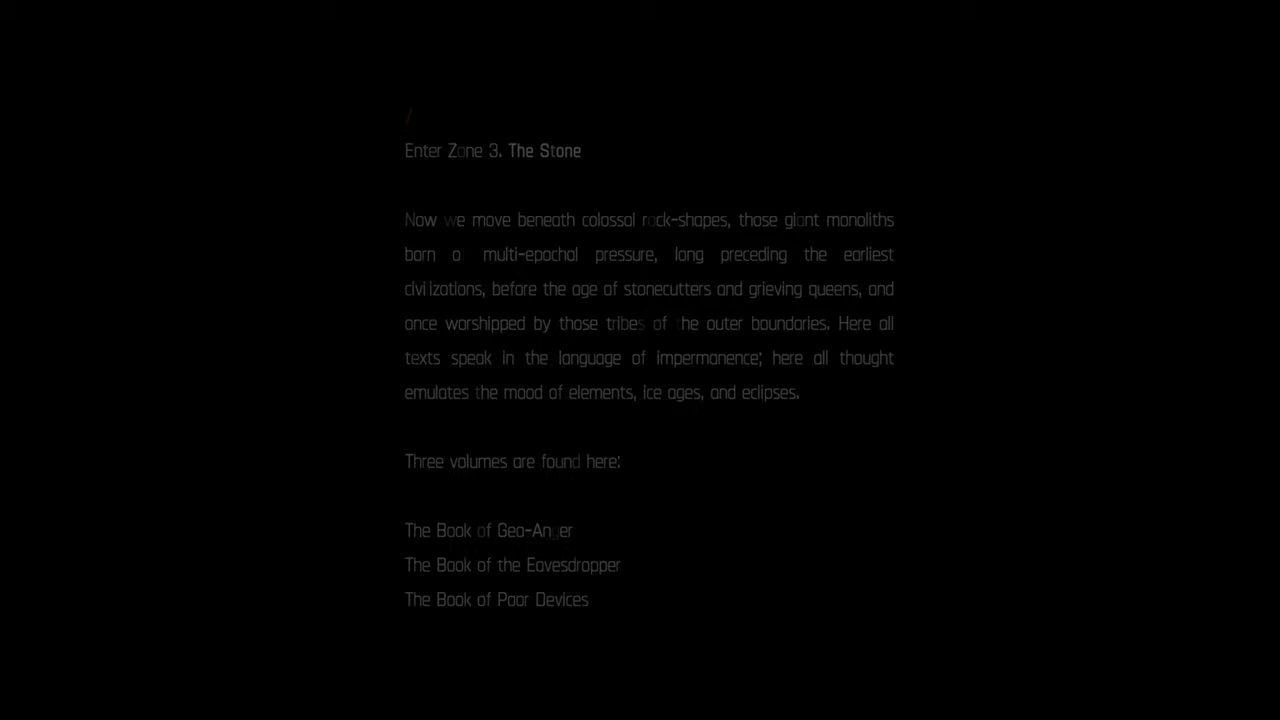 /
Enter Zone 3. The Stone
Now we move beneath colossal rock-shapes, those giant monoliths
born o multi-epochal pressure, long preceding the earliest
civilizations, before the age of stonecutters and grieving queens, and
once worshipped by those tribes of the outer boundaries. Here all
texts speak in the language of impermanence; here all thought
emulates the mood of elements, ice ages, and eclipses.
Three volumes are found here:
The Book of Geo-Anger
The Book of the Eavesdropper
The Book of Poor Devices